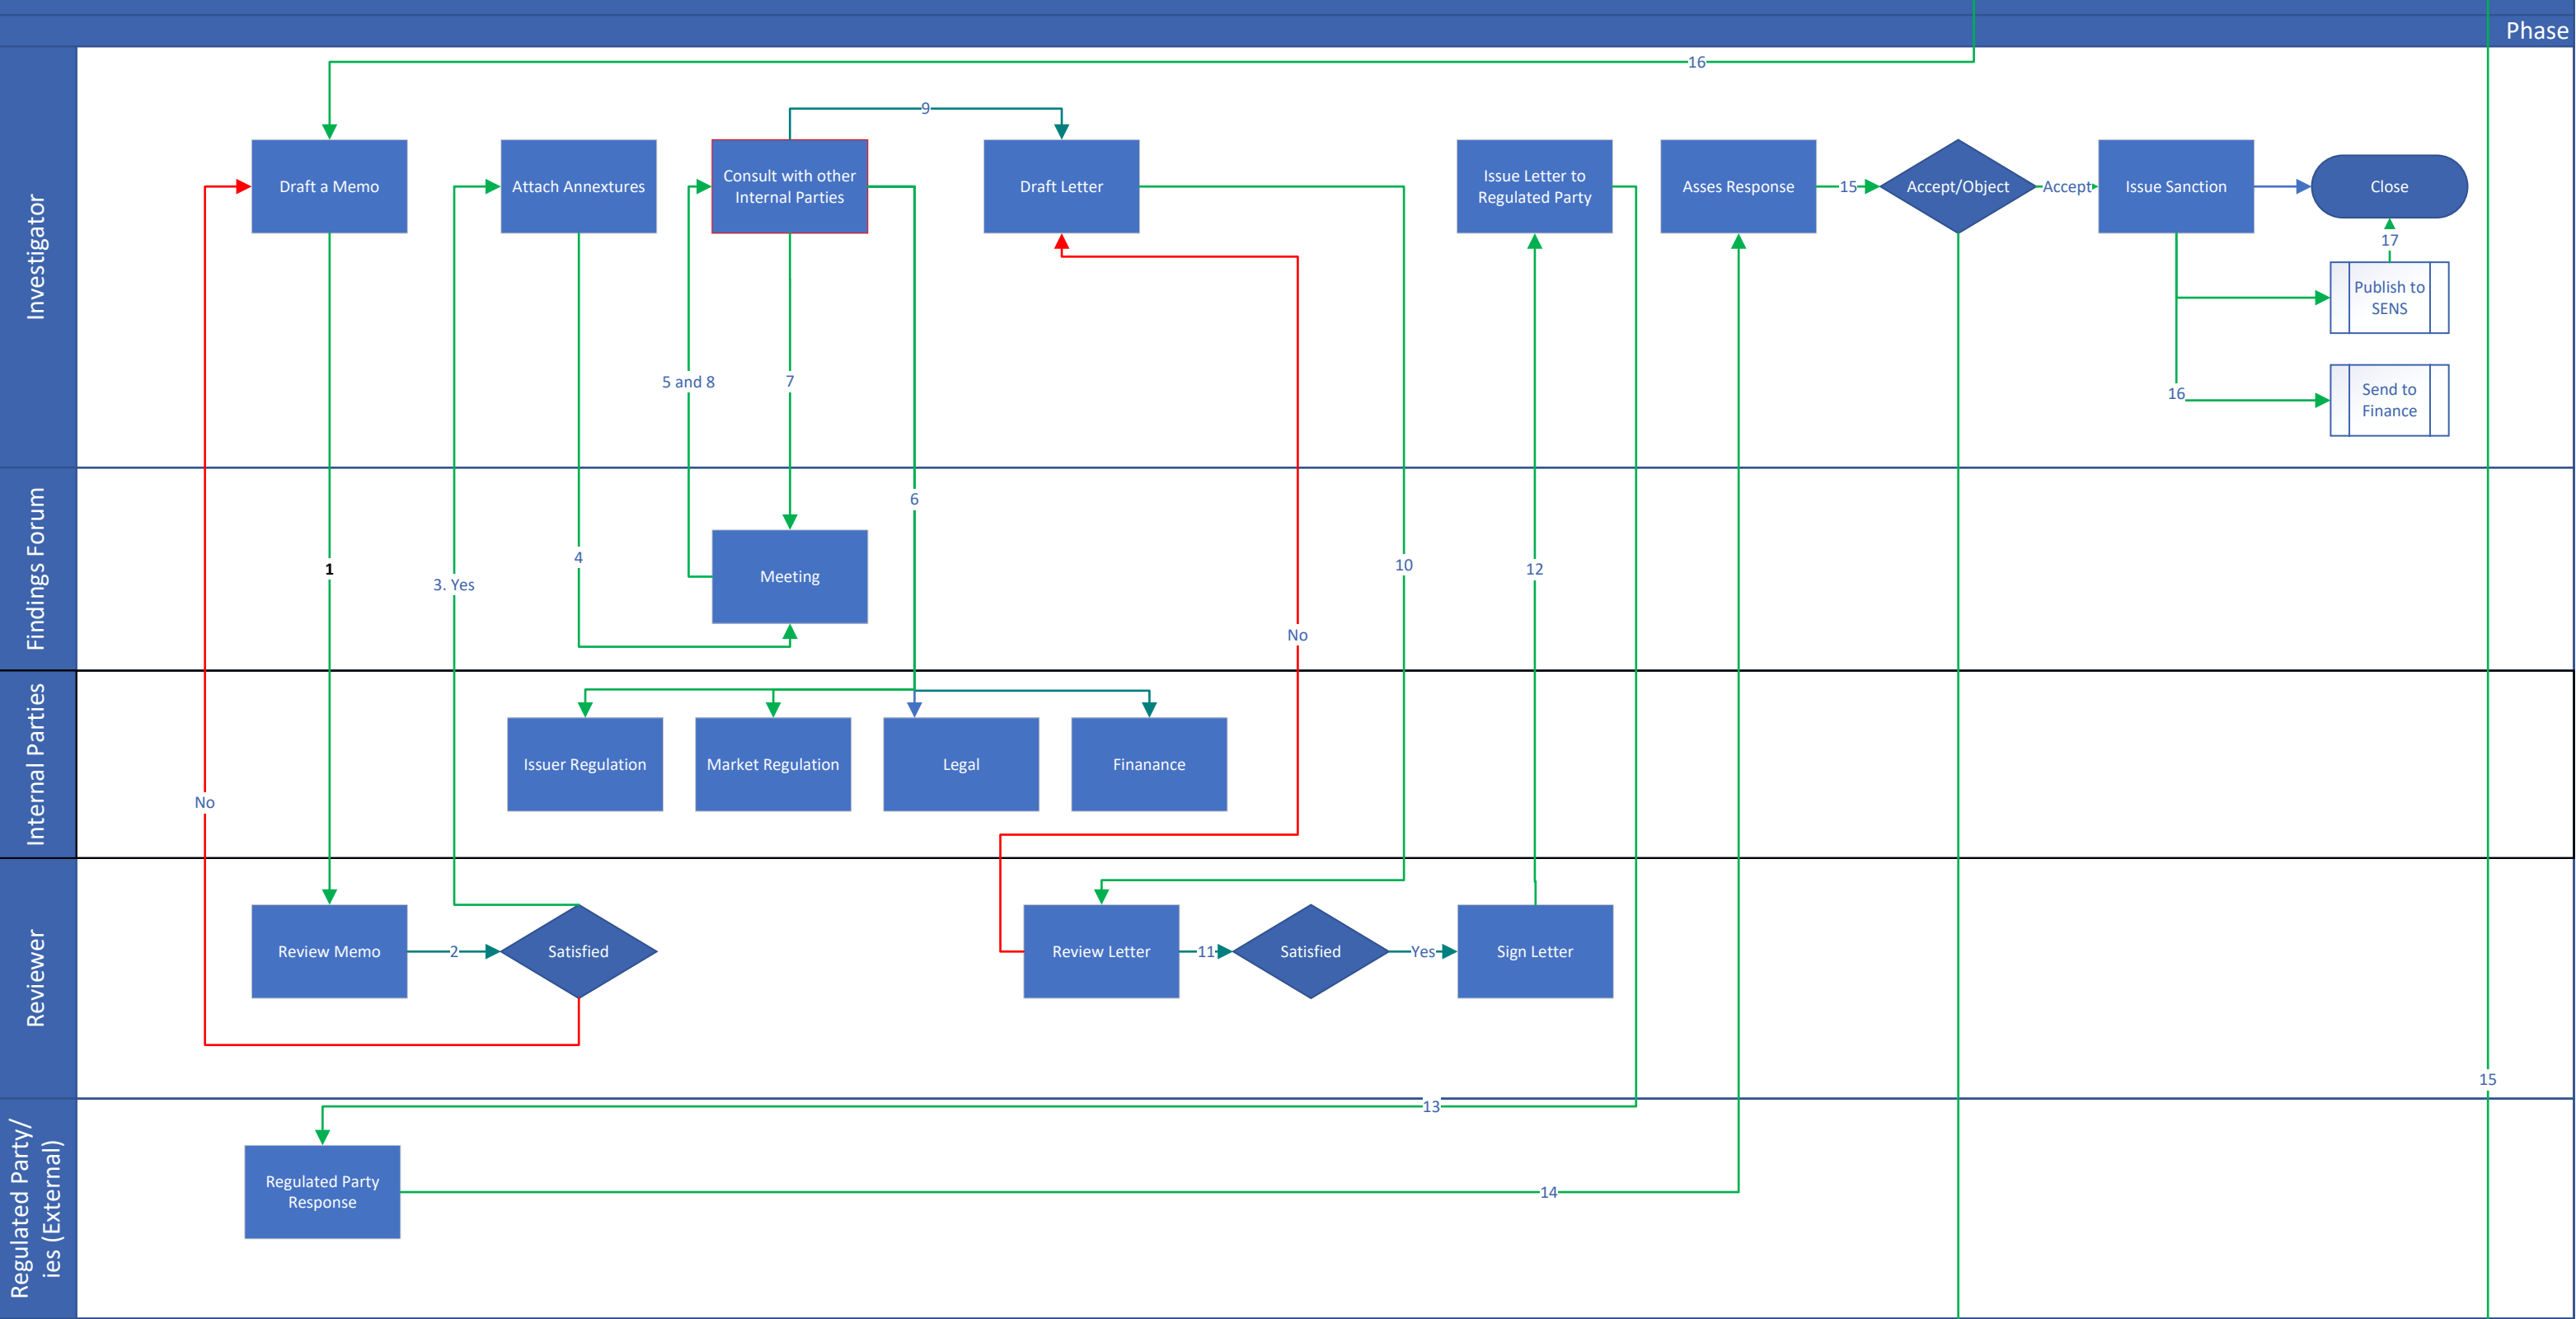 Phase
Investigator
16
9
Draft a Memo
Attach Annextures
Consult with other
Internal Parties
Draft Letter
Issue Letter to
Regulated Party
Asses Response
15
Accept/Object
Accept
Issue Sanction
Close
17
Publish to
SENS
5 and 8
7
16
Send to
Finance
Findings Forum
6
1
3. Yes
4
Meeting
10
12
No
Internal Parties
Issuer Regulation
Market Regulation
Legal
Finanance
No
Reviewer
Review Memo
2
Satisfied
Review Letter
11
Satisfied
Yes
Sign Letter
15
Regulated Party/
ies (External)
13
Regulated Party
Response
14